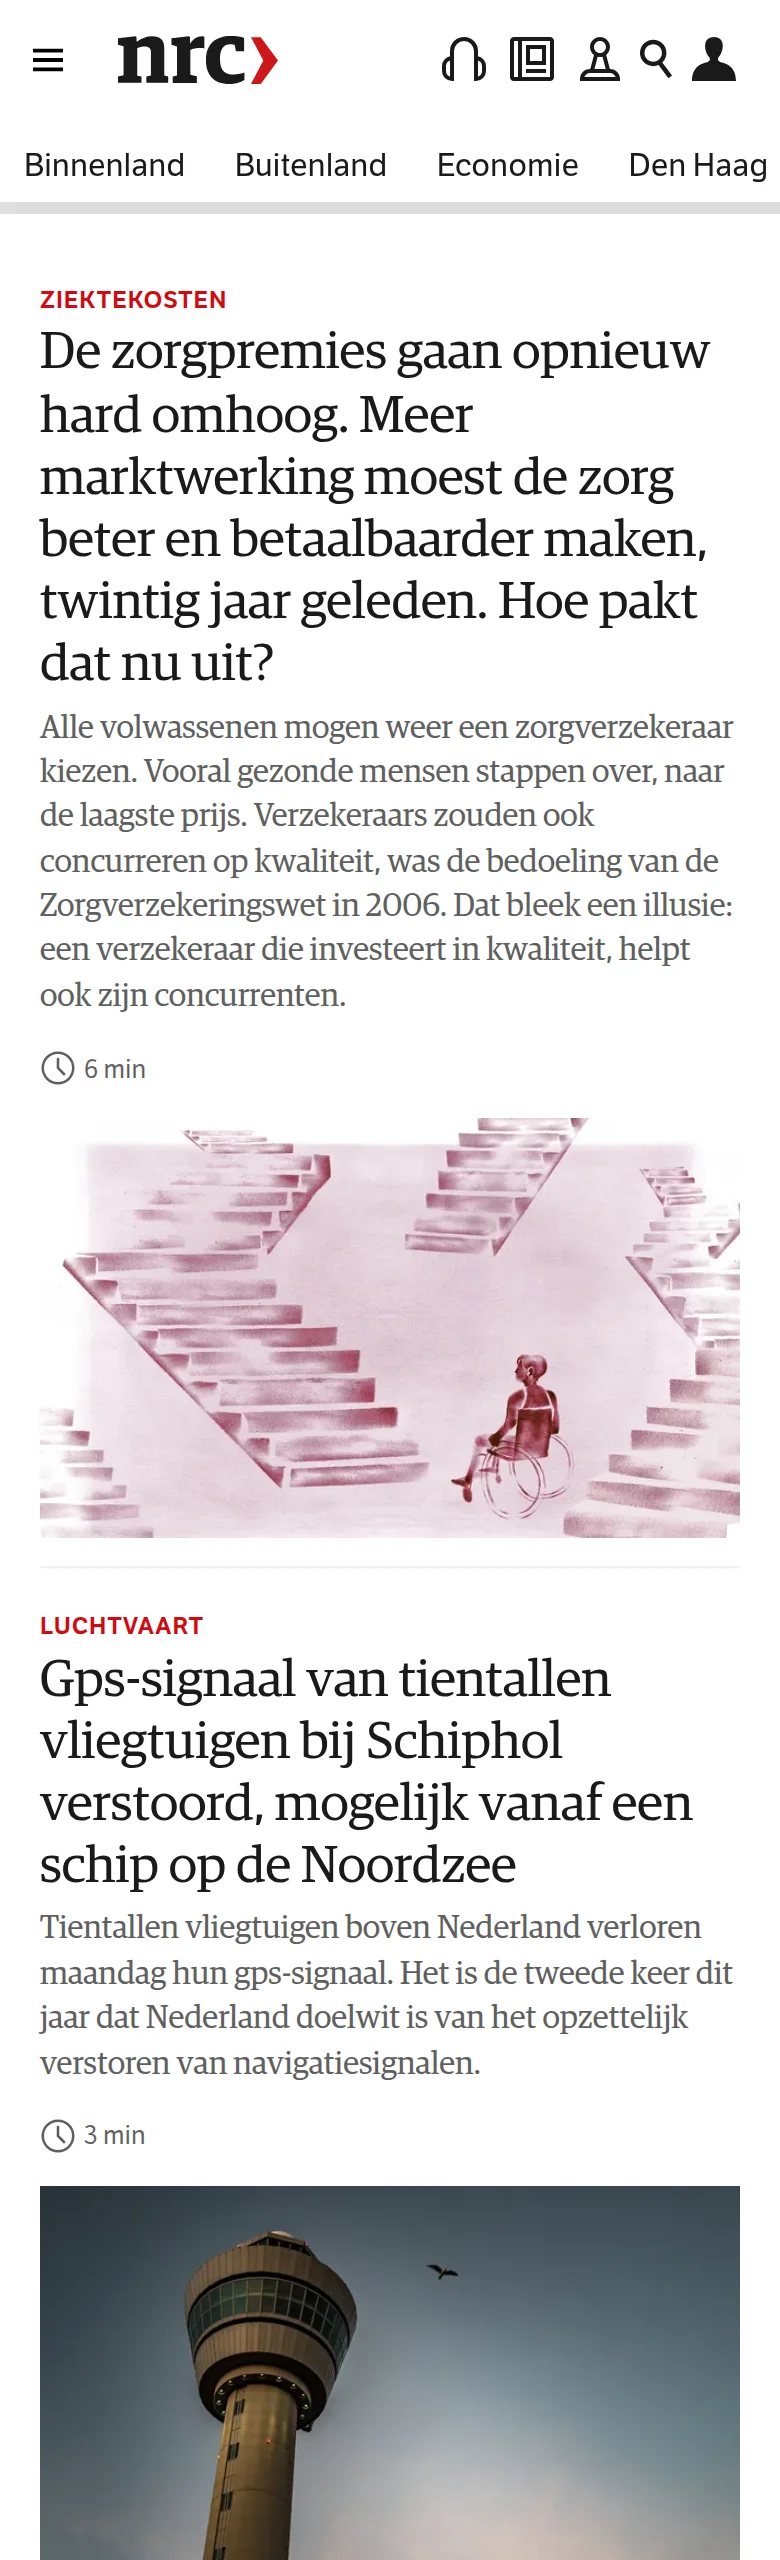 nrc
Binnenland Buitenland Economie Den Haag
ZIEKTEKOSTEN
De zorgpremies gaan opnieuw
hard omhoog. Meer
marktwerking moest de zorg
beter en betaalbaarder maken,
twintig jaar geleden. Hoe pakt
dat nu uit?
Alle volwassenen mogen weer een zorgverzekeraar
kiezen. Vooral gezonde mensen stappen over, naar
de laagste prijs. Verzekeraars zouden ook
concurreren op kwaliteit, was de bedoeling van de
Zorgverzekeringswet in 2006. Dat bleek een illusie:
een verzekeraar die investeert in kwaliteit, helpt
ook zijn concurrenten.
6 min
LUCHTVAART
Gps-signaal van tientallen
vliegtuigen bij Schiphol
verstoord, mogelijk vanaf een
schip op de Noordzee
Tientallen vliegtuigen boven Nederland verloren
maandag hun gps-signaal. Het is de tweede keer dit
jaar dat Nederland doelwit is van het opzettelijk
verstoren van navigatiesignalen.
3 min